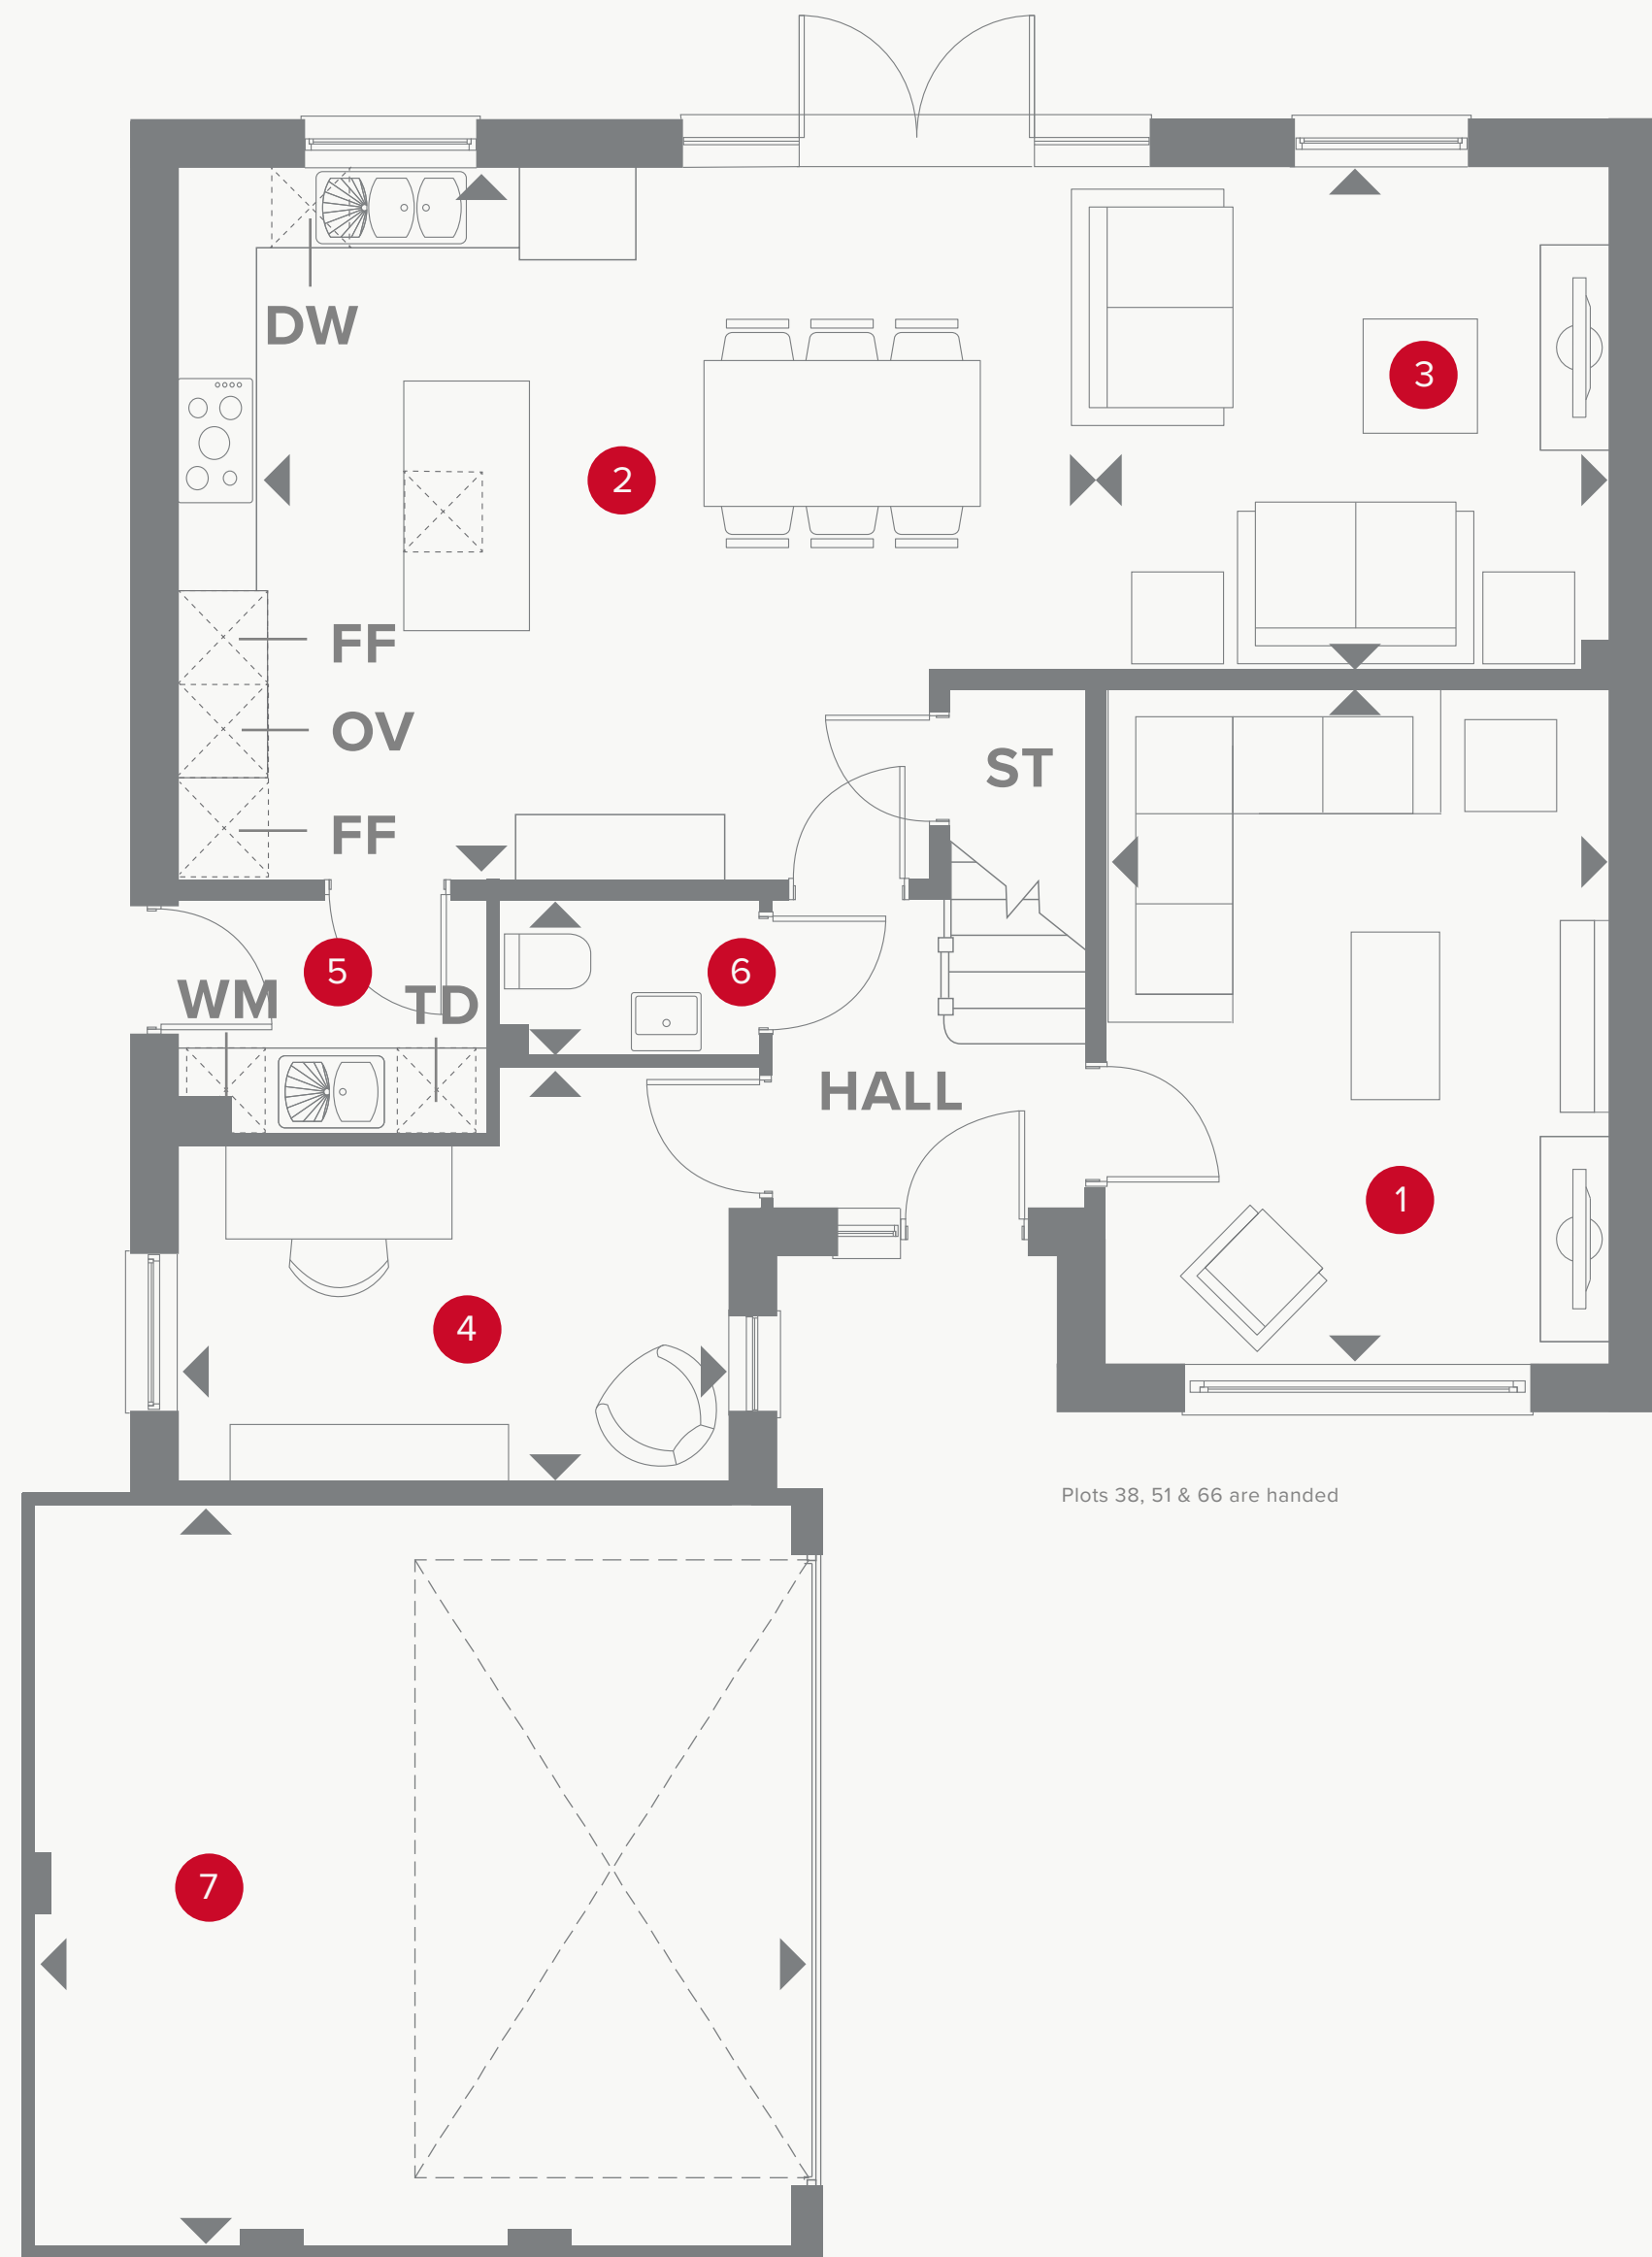 DW
3
2
FF
OV
ST
FF
5
6
WM
TD
HALL
1
4
Plots 38, 51 & 66 are handed
7